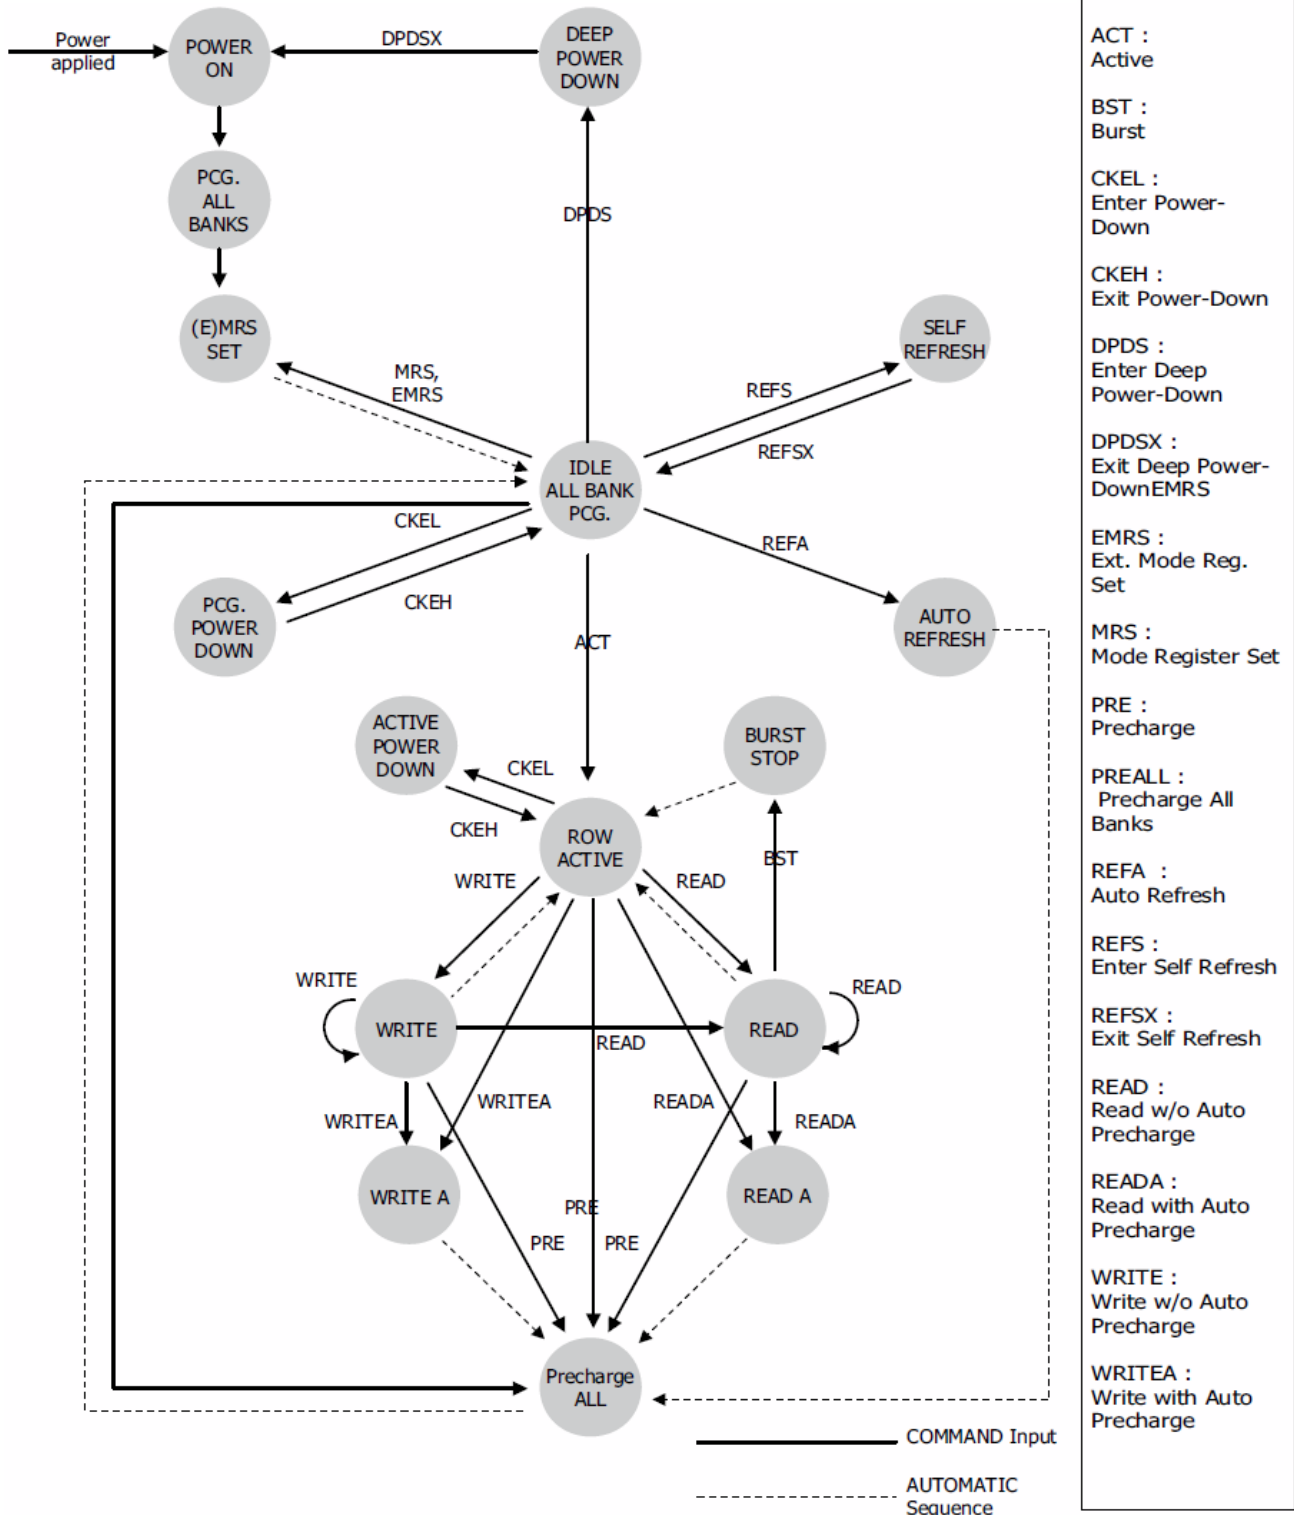 Power
applied
POWER
ON
DPDSX
DEEP
POWER
DOWN
PCG.
ALL
BANKS
DPDS
(E)MRS
SET
MRS,
EMRS
SELF
REFRESH
REFS
REFSX
IDLE
ALL BANK
PCG.
CKEL
CKEH
REFA
PCG.
POWER
DOWN
AUTO
REFRESH
ACT
ACTIVE
POWER
DOWN
CKEL
CKEH
BURST
STOP
ROW
ACTIVE
BST
WRITE
READ
WRITE
WRITE
READ
READ
READ
WRITEA
WRITEA
READA
READA
WRITE A
READ A
PRE
PRE
PRE
Precharge
ALL
COMMAND Input
AUTOMATIC
Sequence
ACT :
Active
BST :
Burst
CKEL :
Enter Power-
Down
CKEH :
Exit Power-Down
DPDS :
Enter Deep
Power-Down
DPDSX :
Exit Deep Power-
DownEMRS
EMRS :
Ext. Mode Reg.
Set
MRS :
Mode Register Set
PRE :
Precharge
PREALL :
Precharge All
Banks
REFA :
Auto Refresh
REFS :
Enter Self Refresh
REFSX :
Exit Self Refresh
READ :
Read w/o Auto
Precharge
READA :
Read with Auto
Precharge
WRITE :
Write w/o Auto
Precharge
WRITEA :
Write with Auto
Precharge